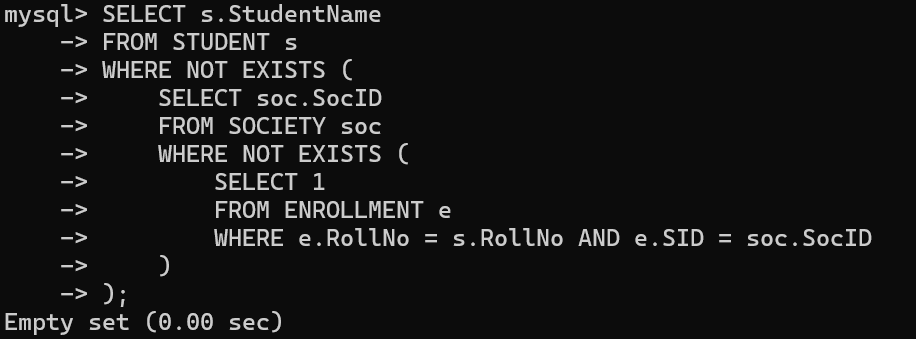 mysql> SELECT s.StudentName
    -> FROM STUDENT s
    -> WHERE NOT EXISTS (
    ->     SELECT soc.SocID
    ->     FROM SOCIETY soc
    ->     WHERE NOT EXISTS (
    ->         SELECT 1
    ->         FROM ENROLLMENT e
    ->         WHERE e.RollNo = s.RollNo AND e.SID = soc.SocID
    ->     )
    -> );
Empty set (0.00 sec)